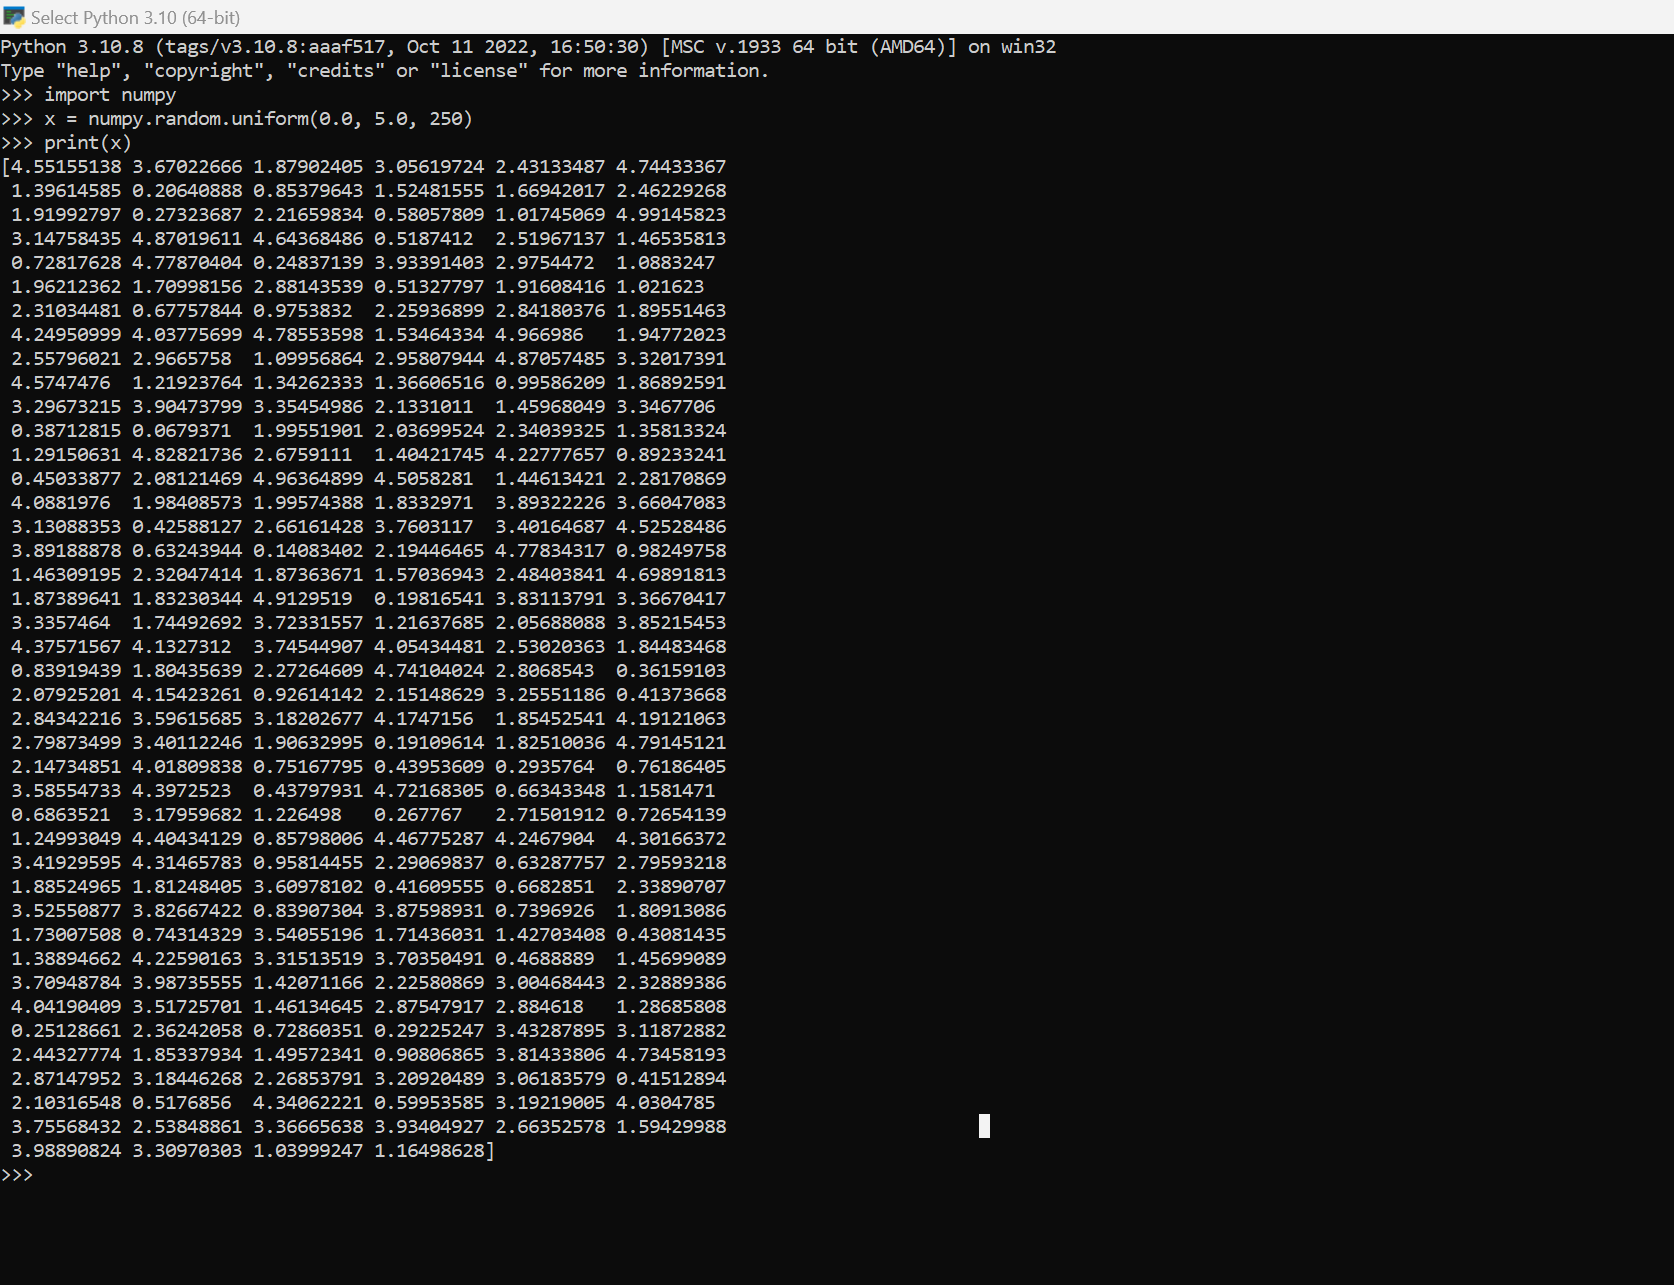 Select Python 3.10 (64-bit)
Python 3.10.8 (tags/v3.10.8:aaaf517, Oct 11 2022, 16:50:30) [MSC v.1933 64 bit (AMD64)] on win32
Type "help", "copyright", "credits" or "license" for more information.
>>> import numpy
>>> x = numpy.random.uniform(0.0, 5.0, 250)
>>> print(x)
[4.55155138 3.67022666 1.87902405 3.05619724 2.43133487 4.74433367
 1.39614585 0.20640888 0.85379643 1.52481555 1.66942017 2.46229268
 1.91992797 0.27323687 2.21659834 0.58057809 1.01745069 4.99145823
 3.14758435 4.87019611 4.64368486 0.5187412  2.51967137 1.46535813
 0.72817628 4.77870404 0.24837139 3.93391403 2.9754472  1.0883247
 1.96212362 1.70998156 2.88143539 0.51327797 1.91608416 1.021623
 2.31034481 0.67757844 0.9753832  2.25936899 2.84180376 1.89551463
 4.24950999 4.03775699 4.78553598 1.53464334 4.966986   1.94772023
 2.55796021 2.9665758  1.09956864 2.95807944 4.87057485 3.32017391
 4.5747476  1.21923764 1.34262333 1.36606516 0.99586209 1.86892591
 3.29673215 3.90473799 3.35454986 2.1331011  1.45968049 3.3467706
 0.38712815 0.0679371  1.99551901 2.03699524 2.34039325 1.35813324
 1.29150631 4.82821736 2.6759111  1.40421745 4.22777657 0.89233241
 0.45033877 2.08121469 4.96364899 4.5058281  1.44613421 2.28170869
 4.0881976  1.98408573 1.99574388 1.8332971  3.89322226 3.66047083
 3.13088353 0.42588127 2.66161428 3.7603117  3.40164687 4.52528486
 3.89188878 0.63243944 0.14083402 2.19446465 4.77834317 0.98249758
 1.46309195 2.32047414 1.87363671 1.57036943 2.48403841 4.69891813
 1.87389641 1.83230344 4.9129519  0.19816541 3.83113791 3.36670417
 3.3357464  1.74492692 3.72331557 1.21637685 2.05688088 3.85215453
 4.37571567 4.1327312  3.74544907 4.05434481 2.53020363 1.84483468
 0.83919439 1.80435639 2.27264609 4.74104024 2.8068543  0.36159103
 2.07925201 4.15423261 0.92614142 2.15148629 3.25551186 0.41373668
 2.84342216 3.59615685 3.18202677 4.1747156  1.85452541 4.19121063
 2.79873499 3.40112246 1.90632995 0.19109614 1.82510036 4.79145121
 2.14734851 4.01809838 0.75167795 0.43953609 0.2935764  0.76186405
 3.58554733 4.3972523  0.43797931 4.72168305 0.66343348 1.1581471
 0.6863521  3.17959682 1.226498   0.267767   2.71501912 0.72654139
 1.24993049 4.40434129 0.85798006 4.46775287 4.2467904  4.30166372
 3.41929595 4.31465783 0.95814455 2.29069837 0.63287757 2.79593218
 1.88524965 1.81248405 3.60978102 0.41609555 0.6682851  2.33890707
 3.52550877 3.82667422 0.83907304 3.87598931 0.7396926  1.80913086
 1.73007508 0.74314329 3.54055196 1.71436031 1.42703408 0.43081435
 1.38894662 4.22590163 3.31513519 3.70350491 0.4688889  1.45699089
 3.70948784 3.98735555 1.42071166 2.22580869 3.00468443 2.32889386
 4.04190409 3.51725701 1.46134645 2.87547917 2.884618   1.28685808
 0.25128661 2.36242058 0.72860351 0.29225247 3.43287895 3.11872882
 2.44327774 1.85337934 1.49572341 0.90806865 3.81433806 4.73458193
 2.87147952 3.18446268 2.26853791 3.20920489 3.06183579 0.41512894
 2.10316548 0.5176856  4.34062221 0.59953585 3.19219005 4.0304785
 3.75568432 2.53848861 3.36665638 3.93404927 2.66352578 1.59429988
 3.98890824 3.30970303 1.03999247 1.16498628]
>>>